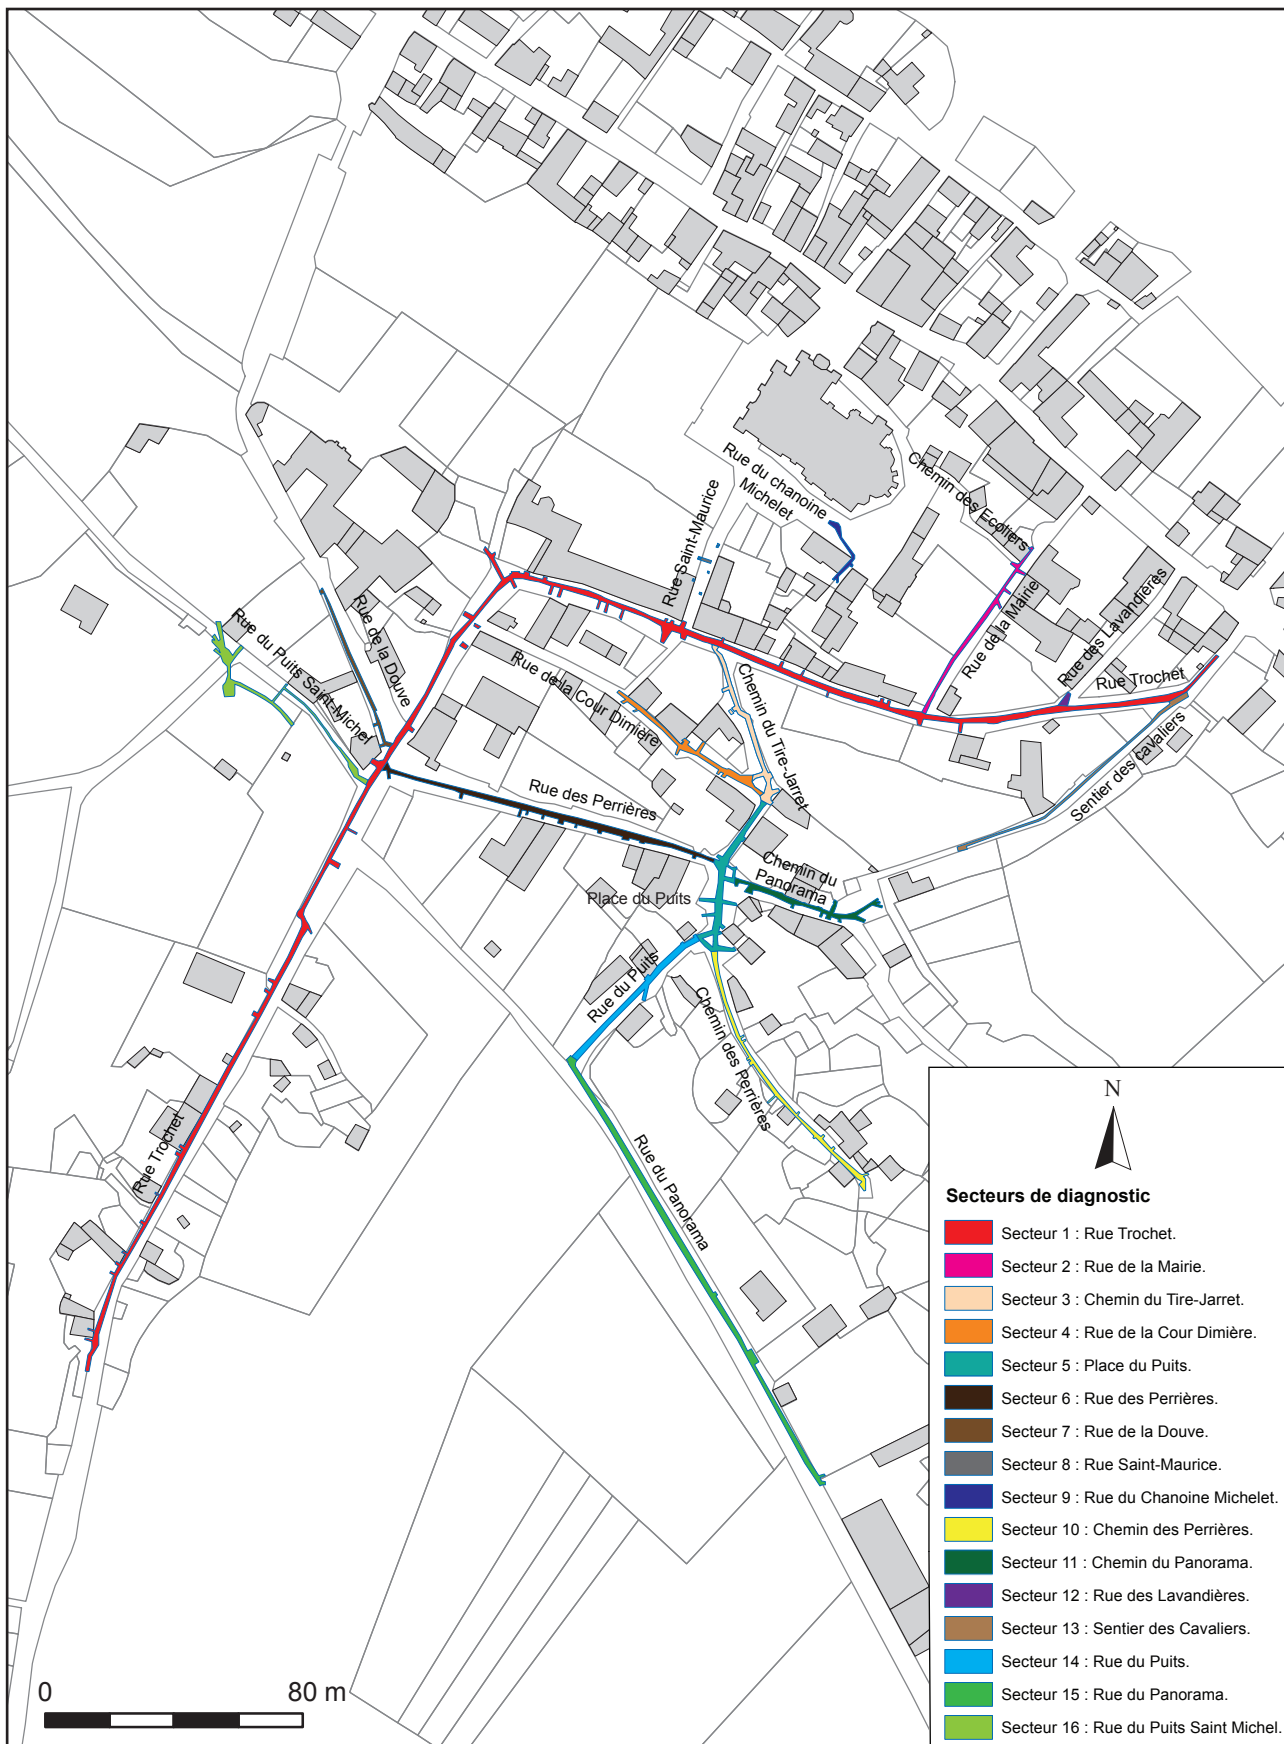 Rue du chanoine
Michelet
Chemin des Ecoliers
Rue Saint-Maurice
Rue de la Mairie
Rue des Lavandières
Rue Trochet
Sentier des cavaliers
Rue du Puits Saint-Michel
Rue de la Douve
Rue de la Cour Dimière
Chemin du Tire-Jarret
Rue des Perrières
Chemin du
Panorama
Place du Puits
Rue du Puits
Chemin des Perrières
Rue du Panorama
Rue Trochet
N
Secteurs de diagnostic
Secteur 1 : Rue Trochet.
Secteur 2 : Rue de la Mairie.
Secteur 3 : Chemin du Tire-Jarret.
Secteur 4 : Rue de la Cour Dimière.
Secteur 5 : Place du Puits.
Secteur 6 : Rue des Perrières.
Secteur 7 : Rue de la Douve.
Secteur 8 : Rue Saint-Maurice.
Secteur 9 : Rue du Chanoine Michelet.
Secteur 10 : Chemin des Perrières.
Secteur 11 : Chemin du Panorama.
Secteur 12 : Rue des Lavandières.
Secteur 13 : Sentier des Cavaliers.
Secteur 14 : Rue du Puits.
Secteur 15 : Rue du Panorama.
Secteur 16 : Rue du Puits Saint Michel.
0 80 m